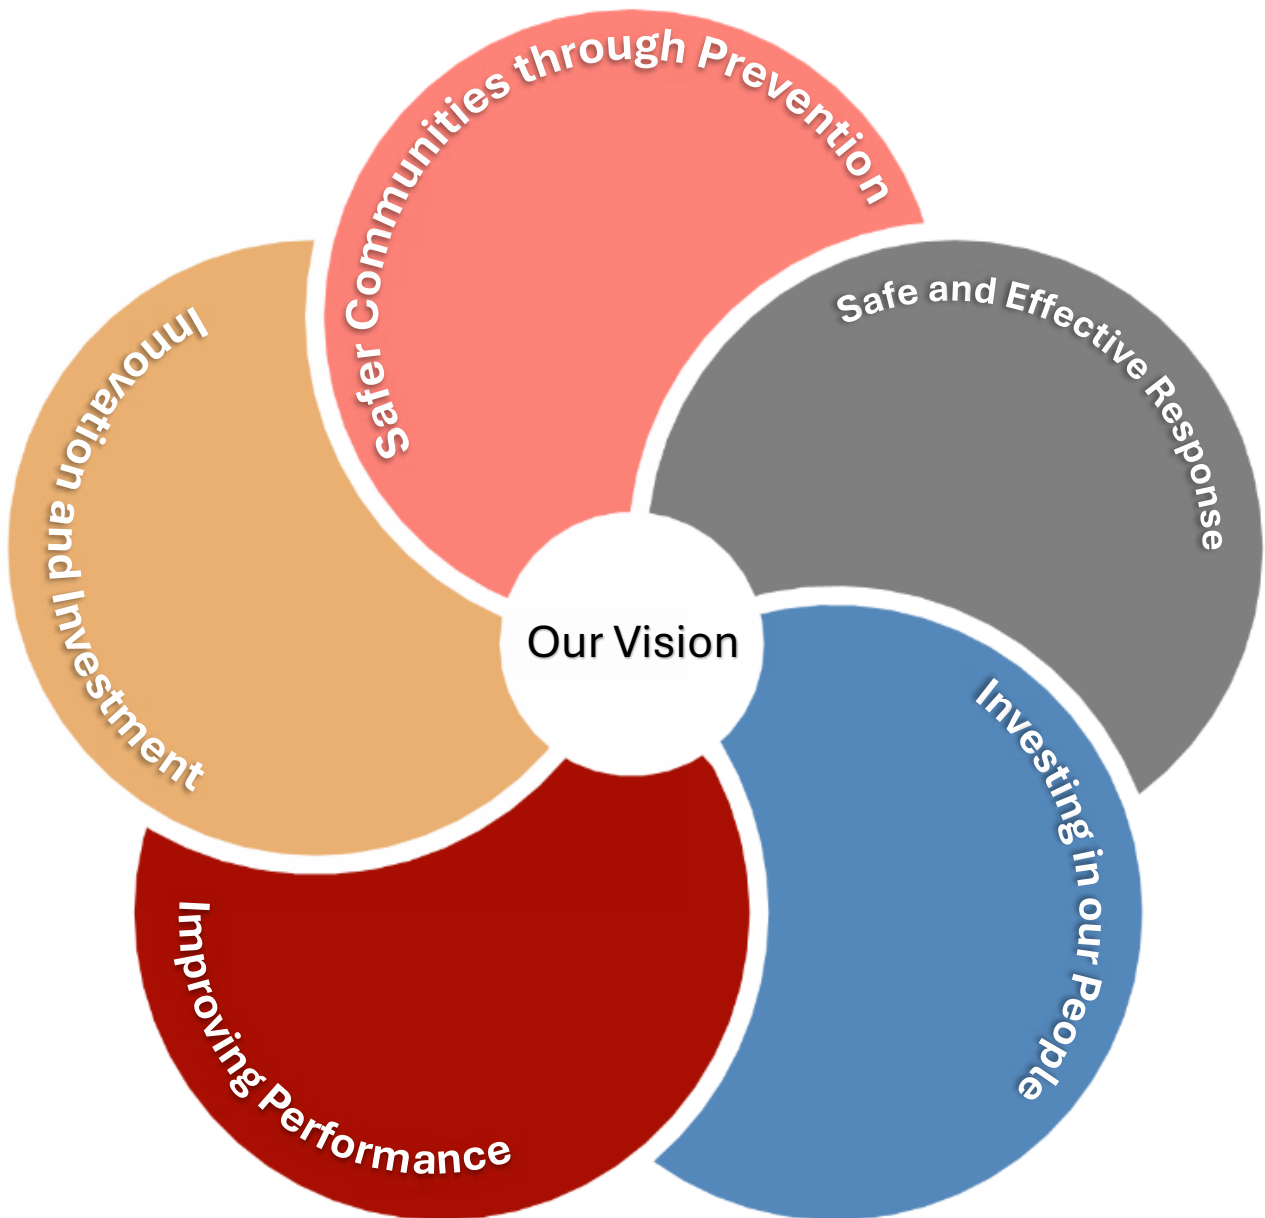 Safer Communities through Prevention
Safe and Effective Response
Investing in our People
Improving Performance
Innovation and Investment
Our Vision